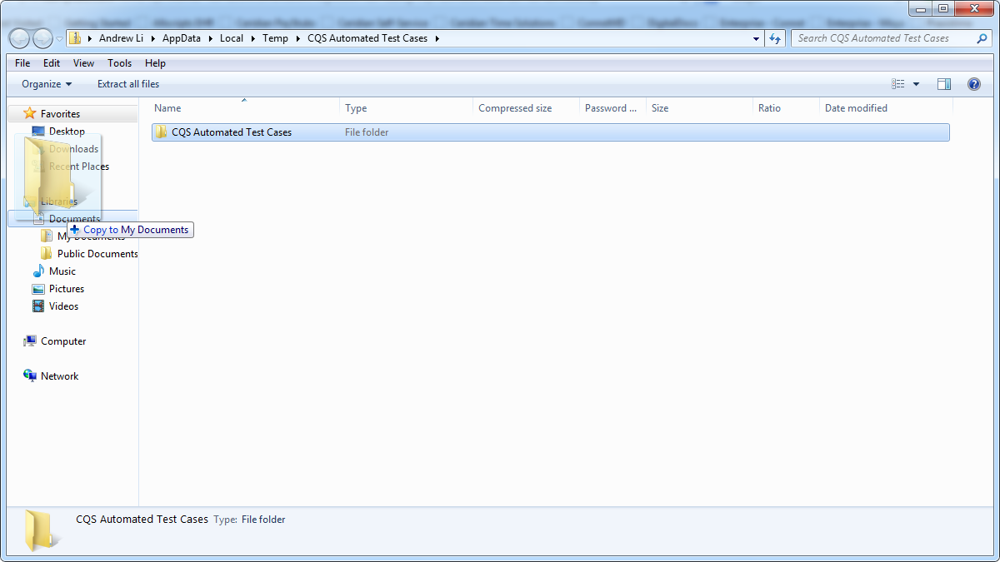 Andrew Li AppData Local Temp CQS Automated Test Cases
Search CQS Automated Test Cases
File Edit View Tools Help
Organize Extract all files
Name Type Compressed size Password ... Size Ratio Date modified
CQS Automated Test Cases File folder
Favorites
Desktop
Downloads
Recent Places
Libraries
Documents
Copy to My Documents
My Documents
Public Documents
Music
Pictures
Videos
Computer
Network
CQS Automated Test Cases Type: File folder